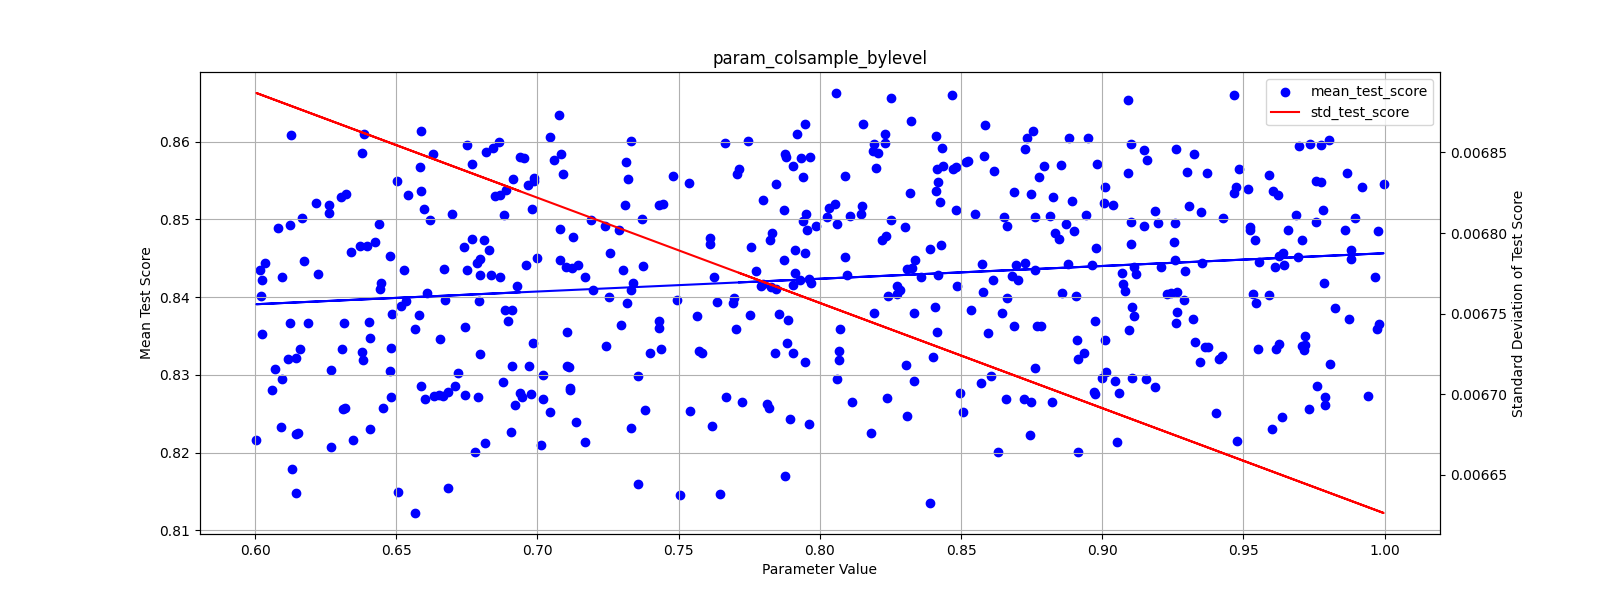 param_colsample_bylevel
mean_test_score
std_test_score
0.86
0.85
0.84
0.83
0.82
0.81
Mean Test Score
0.00685
0.00680
0.00675
0.00670
0.00665
Standard Deviation of Test Score
0.60 0.65 0.70 0.75 0.80 0.85 0.90 0.95 1.00
Parameter Value